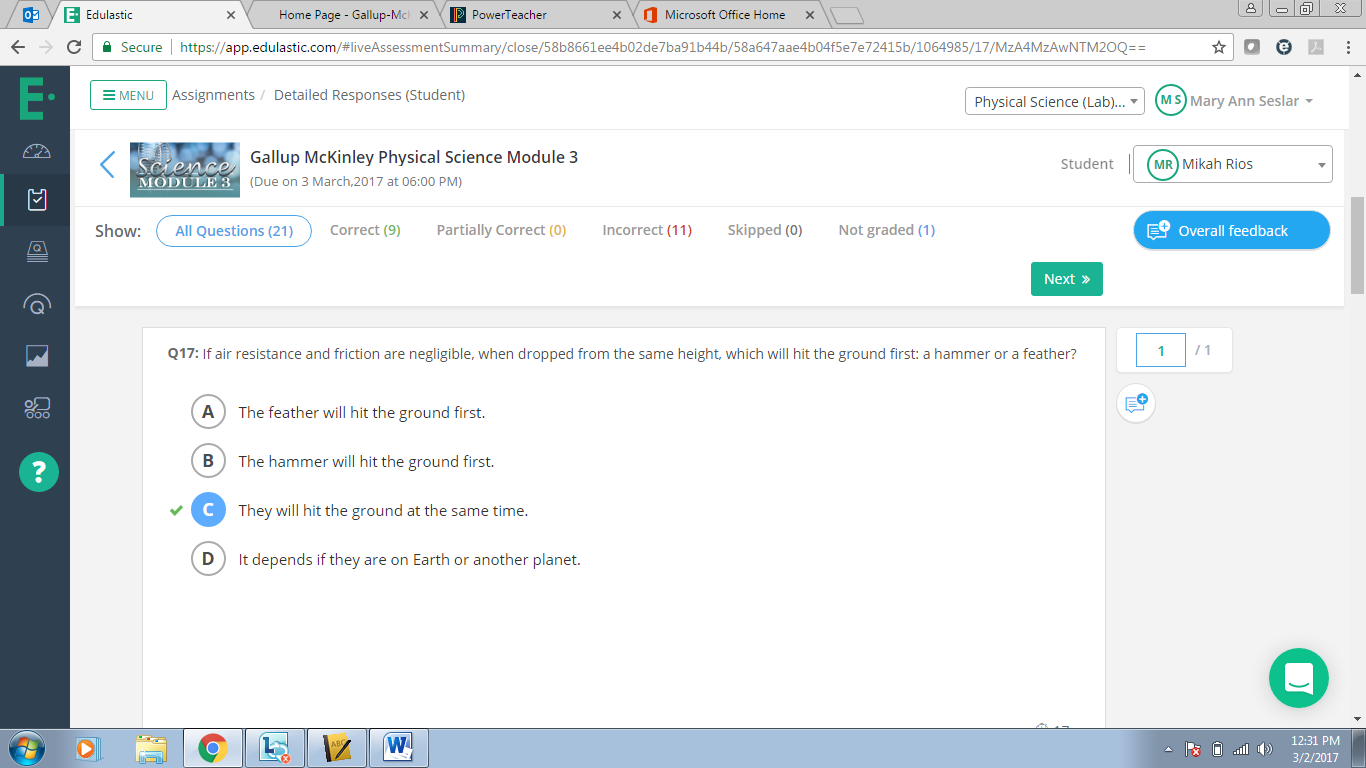 Edulastic
Home Page - Gallup-Mc
PowerTeacher
Microsoft Office Home
Secure
https://app.edulastic.com/#liveAssessmentSummary/close/58b8661ee4b02de7ba91b44b/58a647aae4b04f5e7e72415b/1064985/17/MzA4MzAwNTM2OQ==
E
MENU
Assignments / Detailed Responses (Student)
Physical Science (Lab)...
MS Mary Ann Seslar
Science
MODULE 3
Gallup McKinley Physical Science Module 3
(Due on 3 March,2017 at 06:00 PM)
Student
MR Mikah Rios
Show:
All Questions (21)
Correct (9)
Partially Correct (0)
Incorrect (11)
Skipped (0)
Not graded (1)
Overall feedback
Next »
Q17: If air resistance and friction are negligible, when dropped from the same height, which will hit the ground first: a hammer or a feather?
1 / 1
A The feather will hit the ground first.
B The hammer will hit the ground first.
C They will hit the ground at the same time.
D It depends if they are on Earth or another planet.
?
12:31 PM
3/2/2017